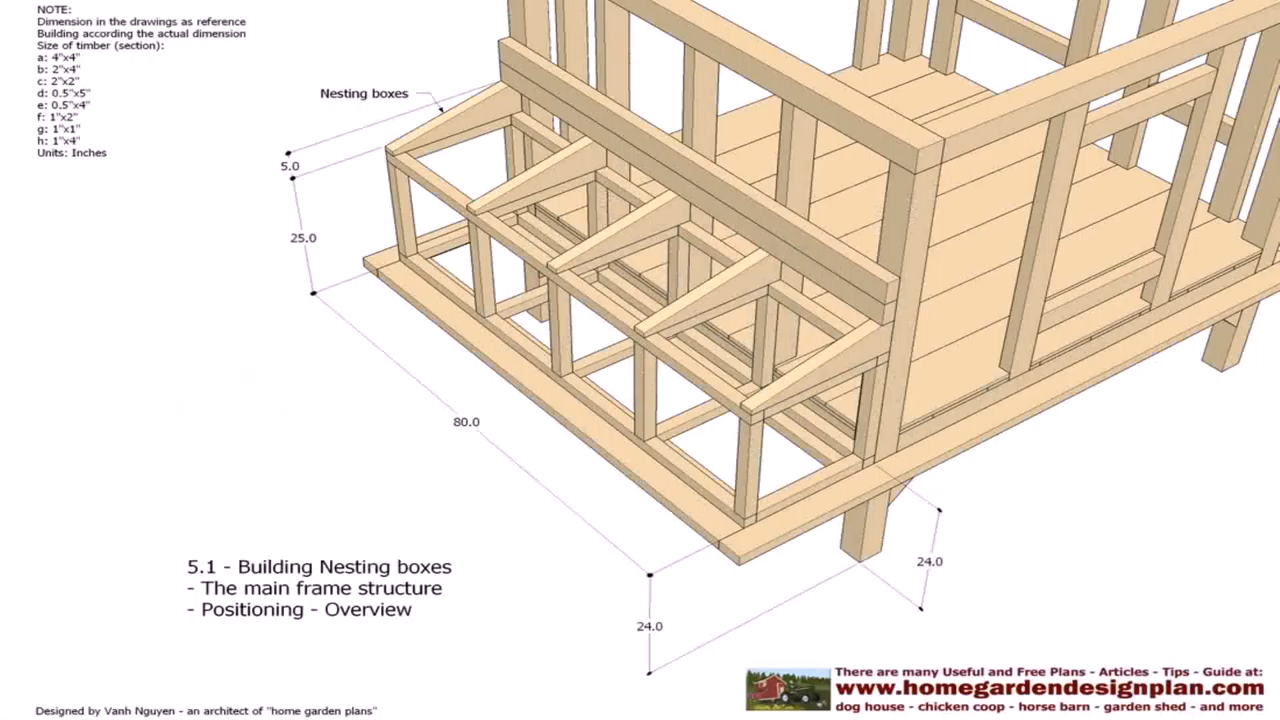 NOTE:
Dimension in the drawings as reference
Building according the actual dimension
Size of timber (section):
a: 4"x4"
b: 2"x4"
c: 2"x2"
d: 0.5"x5"
e: 0.5"x4"
f: 1"x2"
g: 1"x1"
h: 1"x4"
Units: Inches
Nesting boxes
5.0
25.0
80.0
24.0
24.0
5.1 - Building Nesting boxes
- The main frame structure
- Positioning - Overview
There are many Useful and Free Plans - Articles - Tips - Guide at:
www.homegardendesignplan.com
dog house - chicken coop - horse barn - garden shed - and more
Designed by Vanh Nguyen - an architect of "home garden plans"